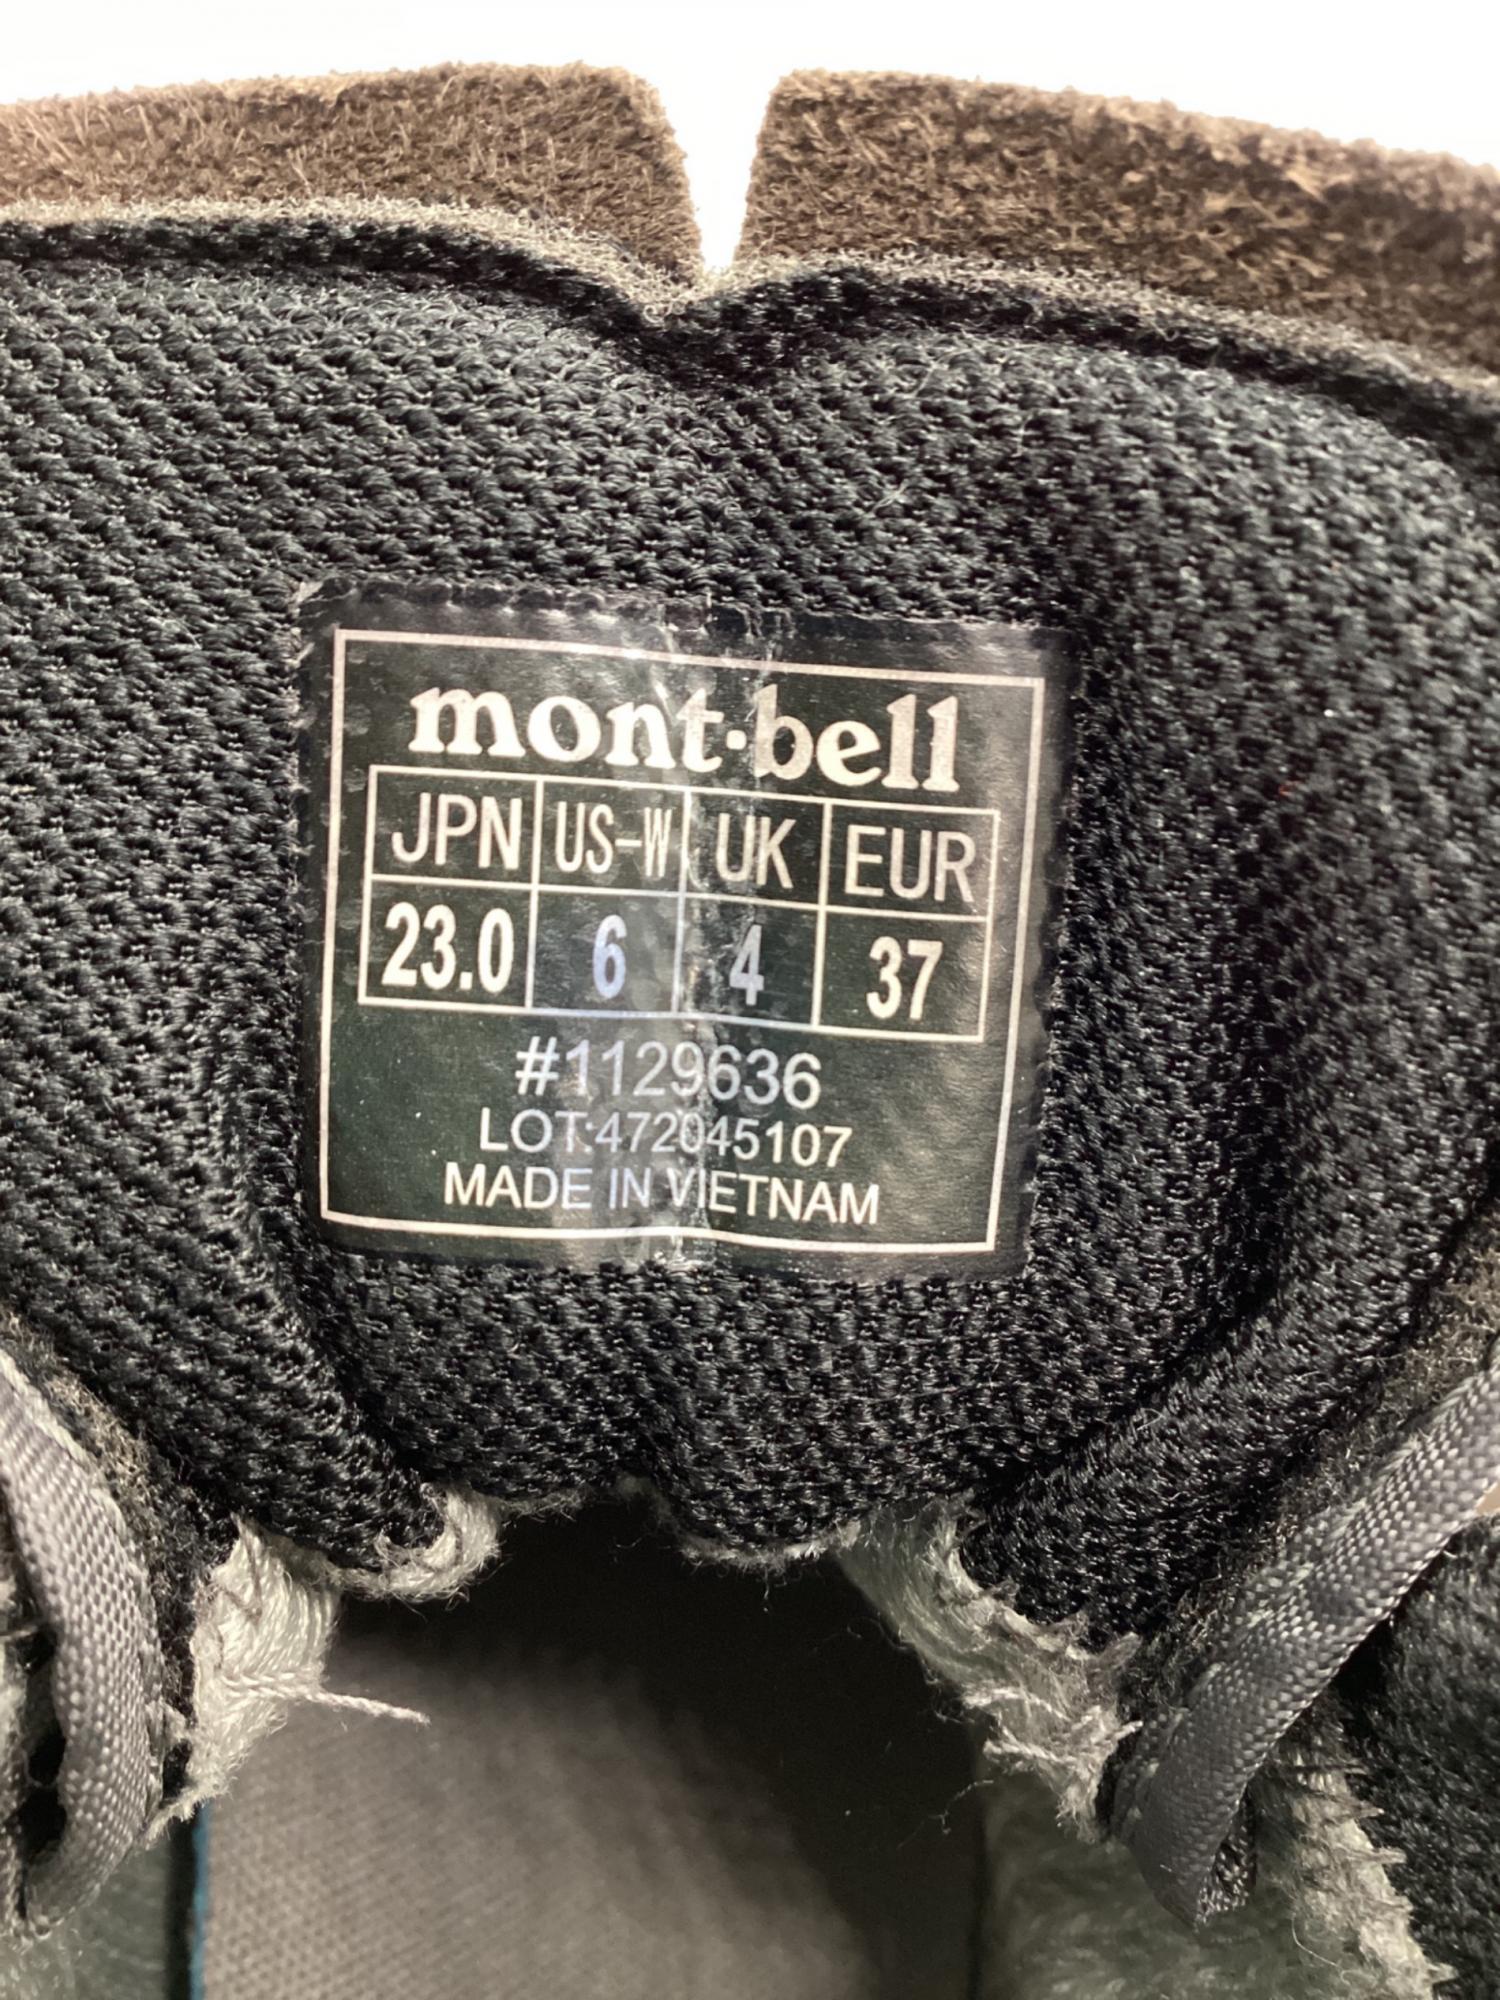 mont·bell
JPN US-W UK EUR
23.0 6 4 37
#1129636
LOT:472045107
MADE IN VIETNAM